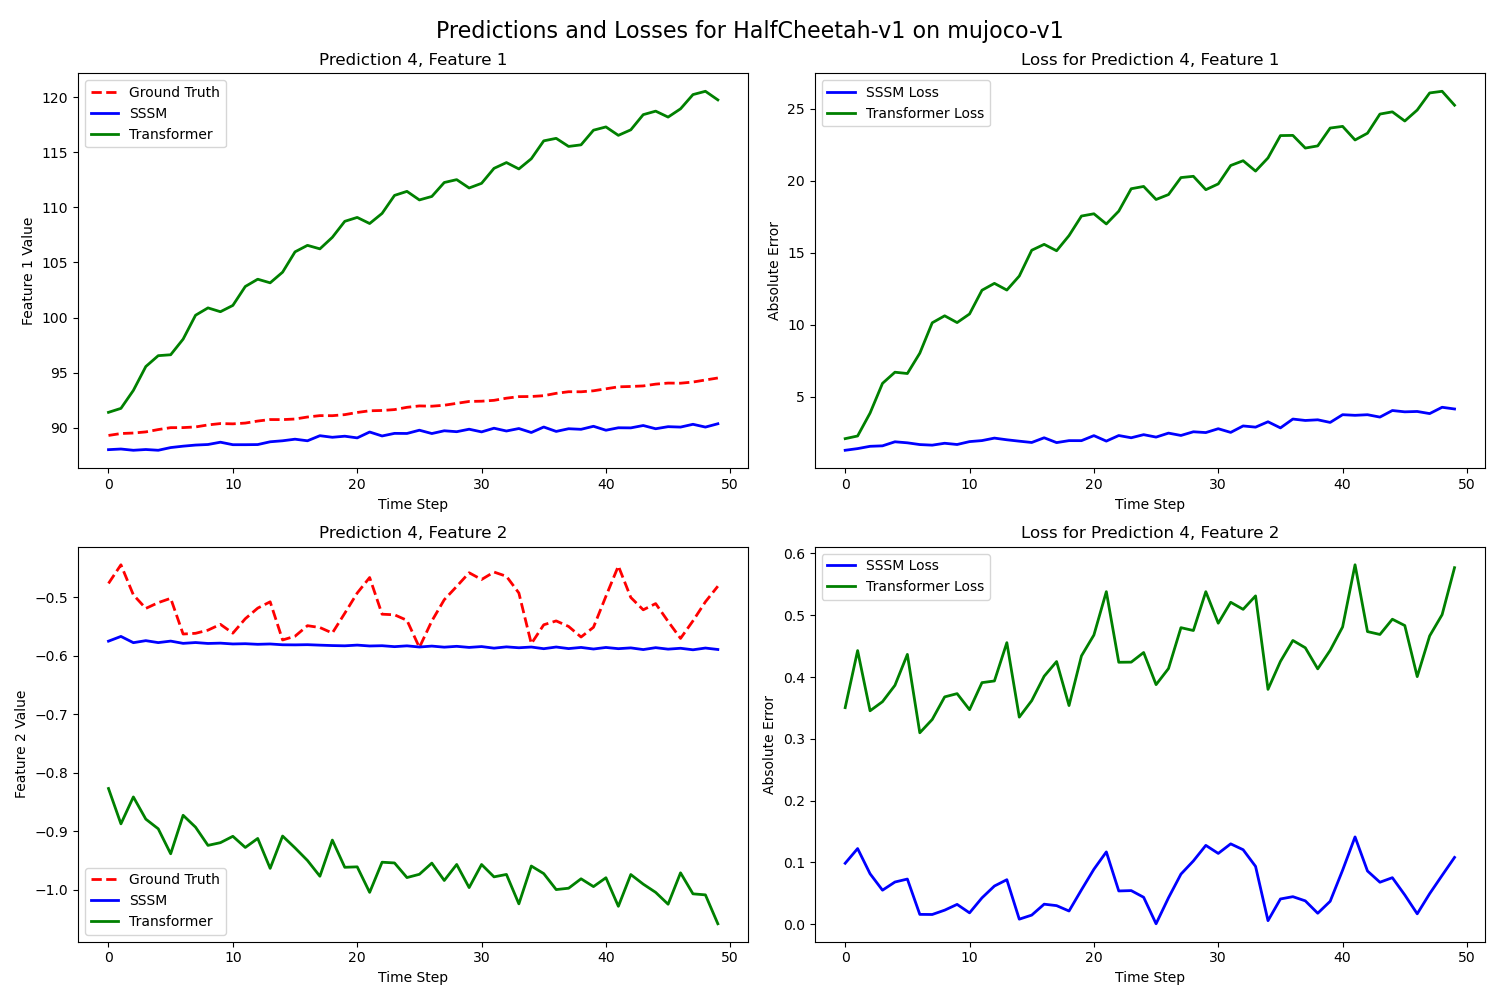 Predictions and Losses for HalfCheetah-v1 on mujoco-v1
Prediction 4, Feature 1
Ground Truth
SSSM
Transformer
120
115
110
105
100
95
90
Feature 1 Value
0 10 20 30 40 50
Time Step
Loss for Prediction 4, Feature 1
SSSM Loss
Transformer Loss
25
20
15
10
5
Absolute Error
0 10 20 30 40 50
Time Step
Prediction 4, Feature 2
−0.5
−0.6
−0.7
−0.8
−0.9
−1.0
Feature 2 Value
Ground Truth
SSSM
Transformer
0 10 20 30 40 50
Time Step
Loss for Prediction 4, Feature 2
SSSM Loss
Transformer Loss
0.6
0.5
0.4
0.3
0.2
0.1
0.0
Absolute Error
0 10 20 30 40 50
Time Step